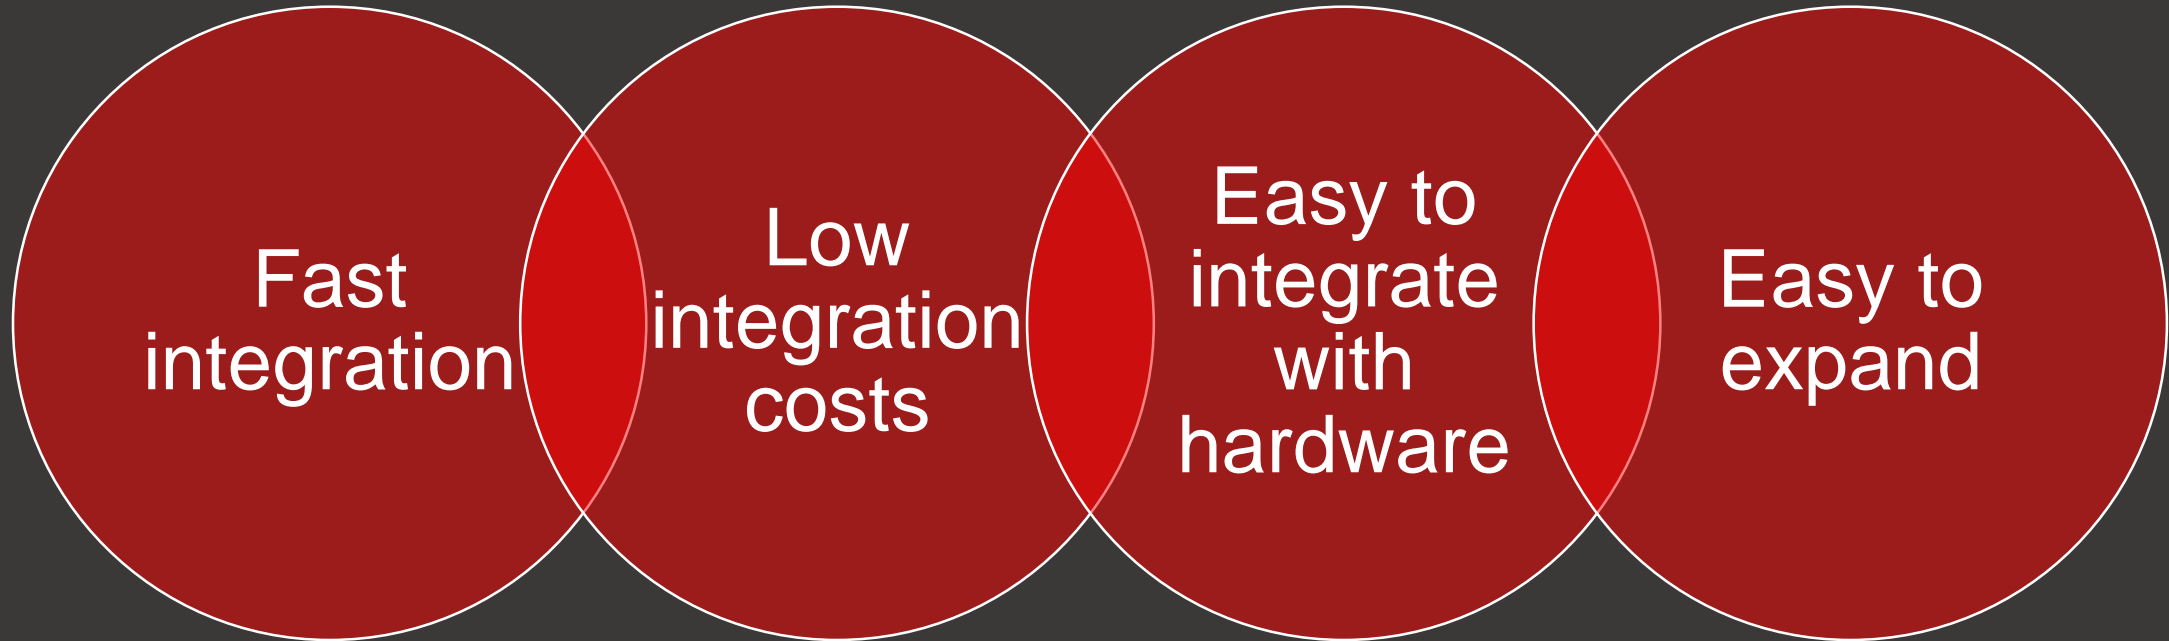 Fast
integration
Low
integration
costs
Easy to
integrate
with
hardware
Easy to
expand